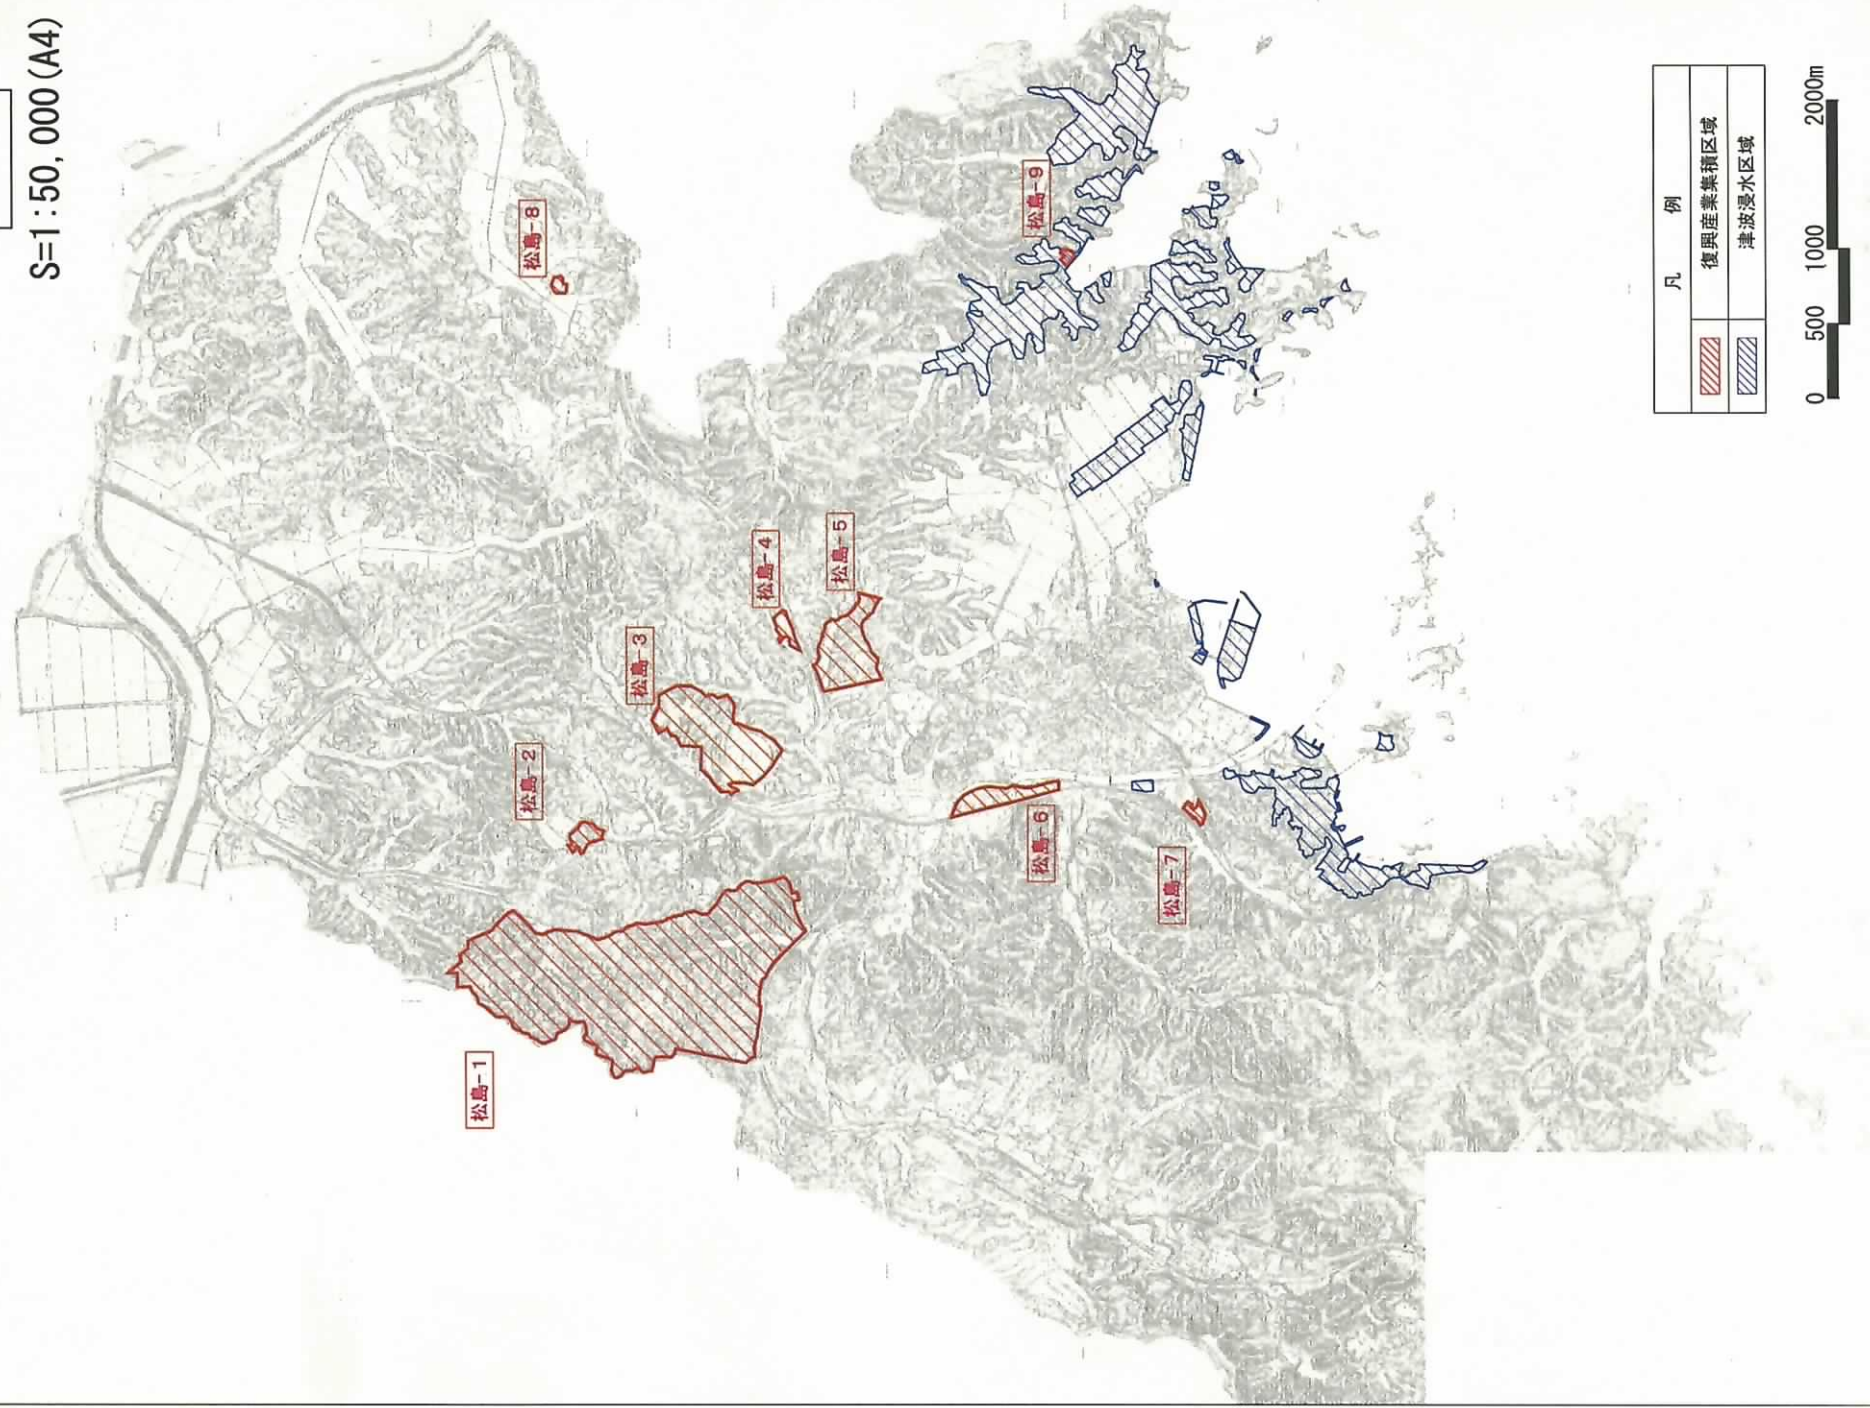 S=1:50,000(A4)
松島-1
松島-2
松島-3
松島-4
松島-5
松島-6
松島-7
松島-8
松島-9
凡 例
復興産業集積区域
津波浸水区域
0 500 1000 2000m